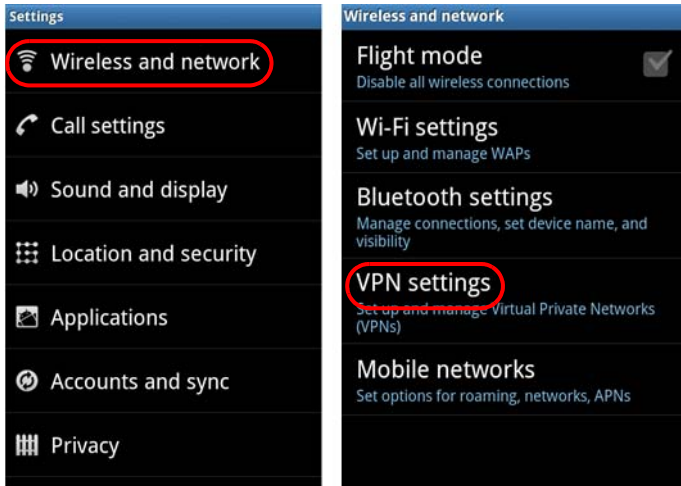 Settings
Wireless and network
Call settings
Sound and display
Location and security
Applications
Accounts and sync
Privacy
Wireless and network
Flight mode
Disable all wireless connections
Wi-Fi settings
Set up and manage WAPs
Bluetooth settings
Manage connections, set device name, and
visibility
VPN settings
Set up and manage Virtual Private Networks
(VPNs)
Mobile networks
Set options for roaming, networks, APNs